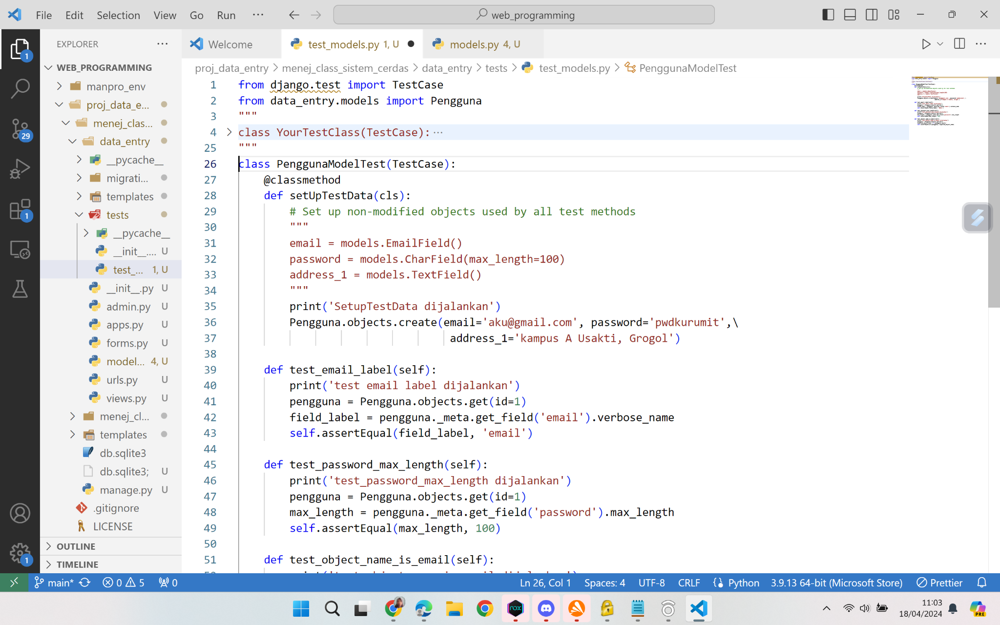 File Edit Selection View Go Run ··· web_programming
EXPLORER ···
Welcome
test_models.py 1, U
models.py 4, U
WEB_PROGRAMMING
manpro_env
proj_data_e...
menej_clas...
data_entry
__pycache__
migrati...
templates
tests
__pycache__
__init__.... U
test_... 1, U
__init__.py U
admin.py U
apps.py U
forms.py U
model... 4, U
urls.py U
views.py U
menej_cl...
templates
db.sqlite3
db.sqlite3; U
manage.py U
.gitignore
LICENSE
OUTLINE
TIMELINE
1
29
1
1
proj_data_entry > menej_class_sistem_cerdas > data_entry > tests > test_models.py > PenggunaModelTest
1 from django.test import TestCase
2 from data_entry.models import Pengguna
3 """
4 class YourTestClass(TestCase): ···
25 """
26 class PenggunaModelTest(TestCase):
27 @classmethod
28 def setUpTestData(cls):
29 # Set up non-modified objects used by all test methods
30 """
31 email = models.EmailField()
32 password = models.CharField(max_length=100)
33 address_1 = models.TextField()
34 """
35 print('SetupTestData dijalankan')
36 Pengguna.objects.create(email='aku@gmail.com', password='pwdkurumit',\
37 address_1='kampus A Usakti, Grogol')
38
39 def test_email_label(self):
40 print('test email label dijalankan')
41 pengguna = Pengguna.objects.get(id=1)
42 field_label = pengguna._meta.get_field('email').verbose_name
43 self.assertEqual(field_label, 'email')
44
45 def test_password_max_length(self):
46 print('test_password_max_length dijalankan')
47 pengguna = Pengguna.objects.get(id=1)
48 max_length = pengguna._meta.get_field('password').max_length
49 self.assertEqual(max_length, 100)
50
51 def test_object_name_is_email(self):
main* 0 5 0 Ln 26, Col 1 Spaces: 4 UTF-8 CRLF Python 3.9.13 64-bit (Microsoft Store) Prettier
nox
11:03
18/04/2024
PRE